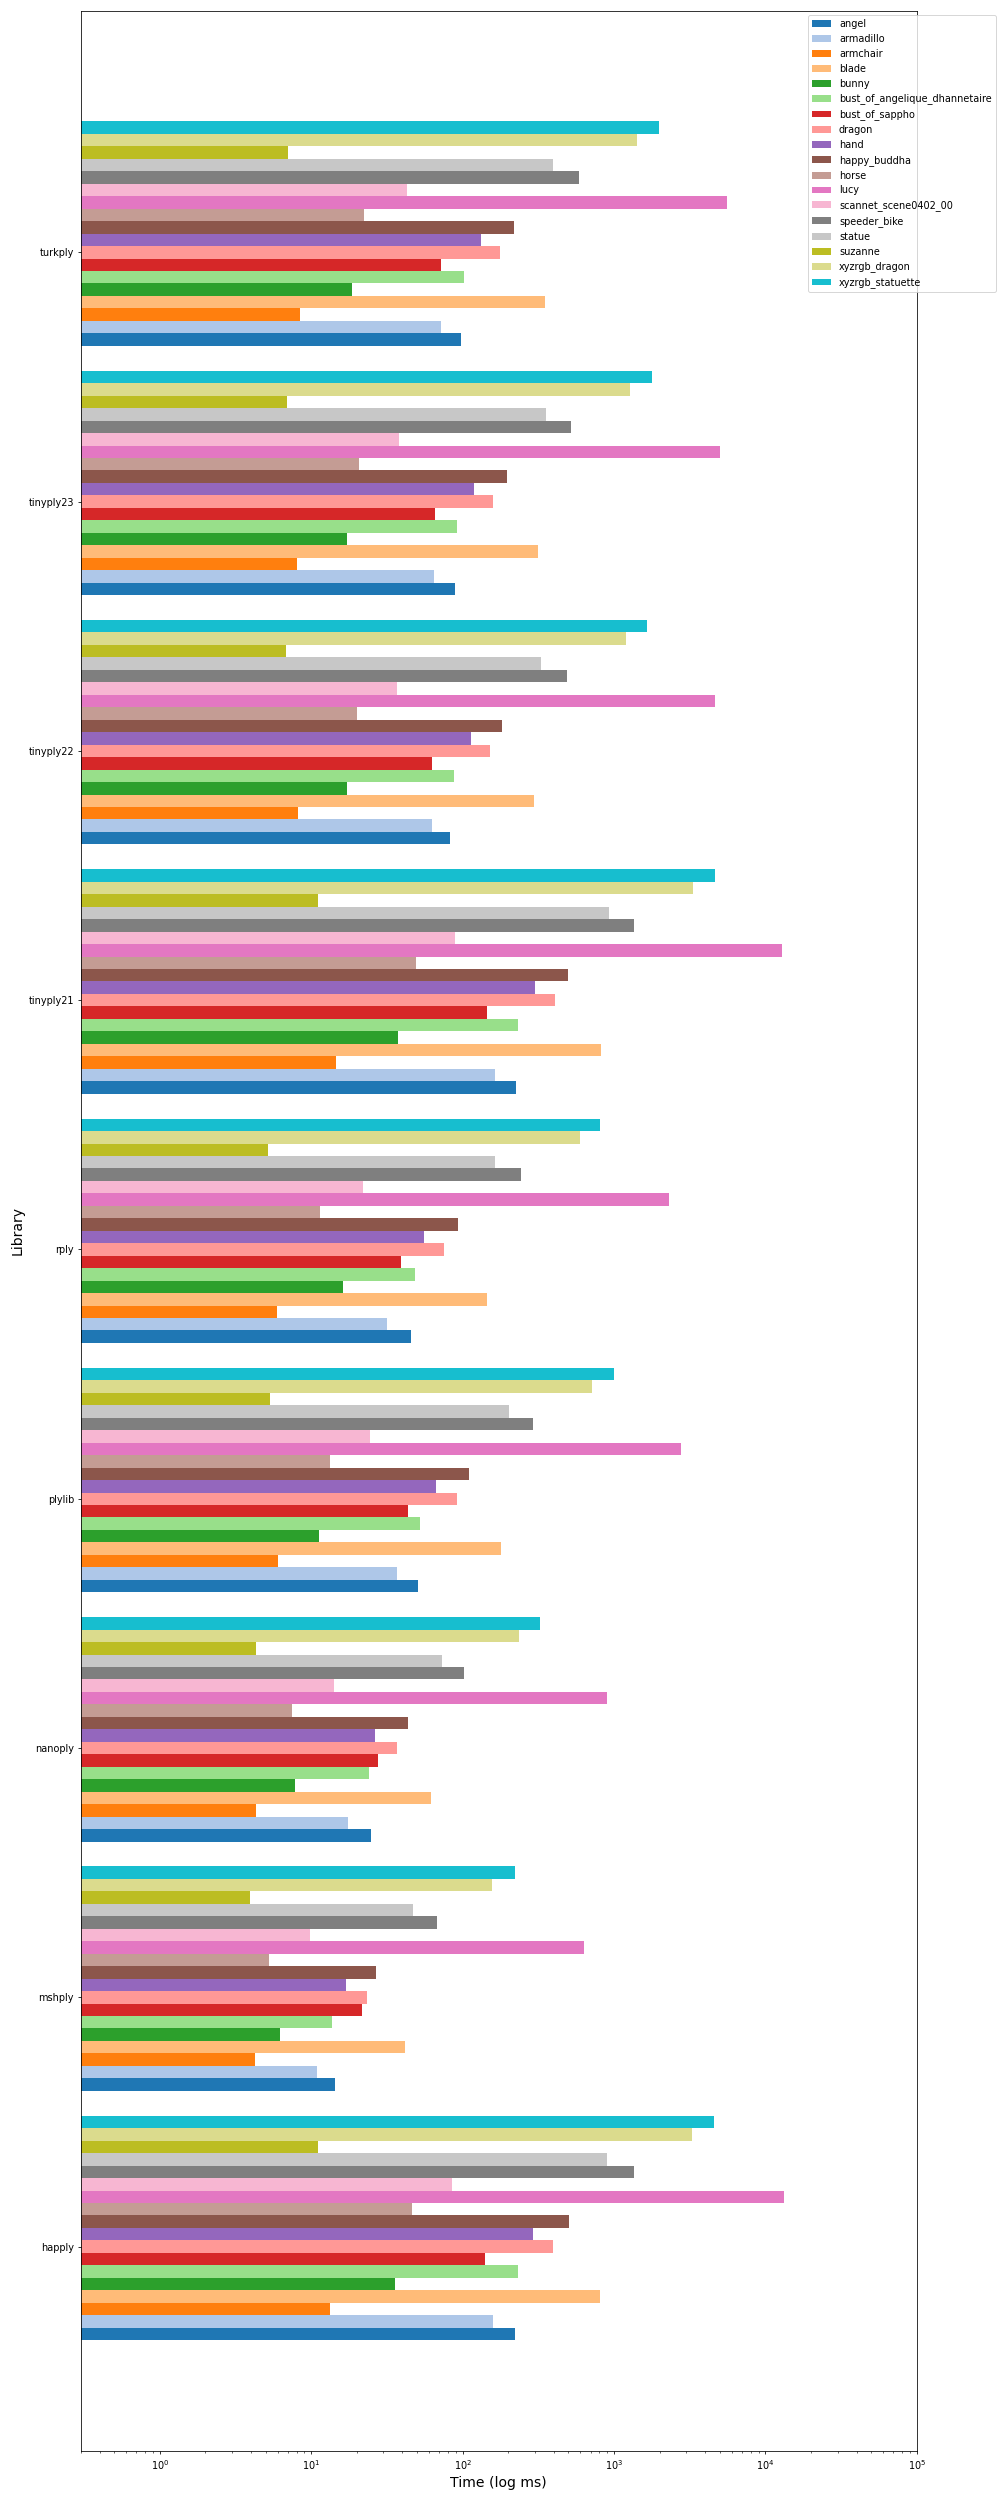 angel
armadillo
armchair
blade
bunny
bust_of_angelique_dhannetaire
bust_of_sappho
dragon
hand
happy_buddha
horse
lucy
scannet_scene0402_00
speeder_bike
statue
suzanne
xyzrgb_dragon
xyzrgb_statuette
turkply
tinyply23
tinyply22
tinyply21
rply
plylib
nanoply
mshply
happly
Library
10⁰ 10¹ 10² 10³ 10⁴ 10⁵
Time (log ms)